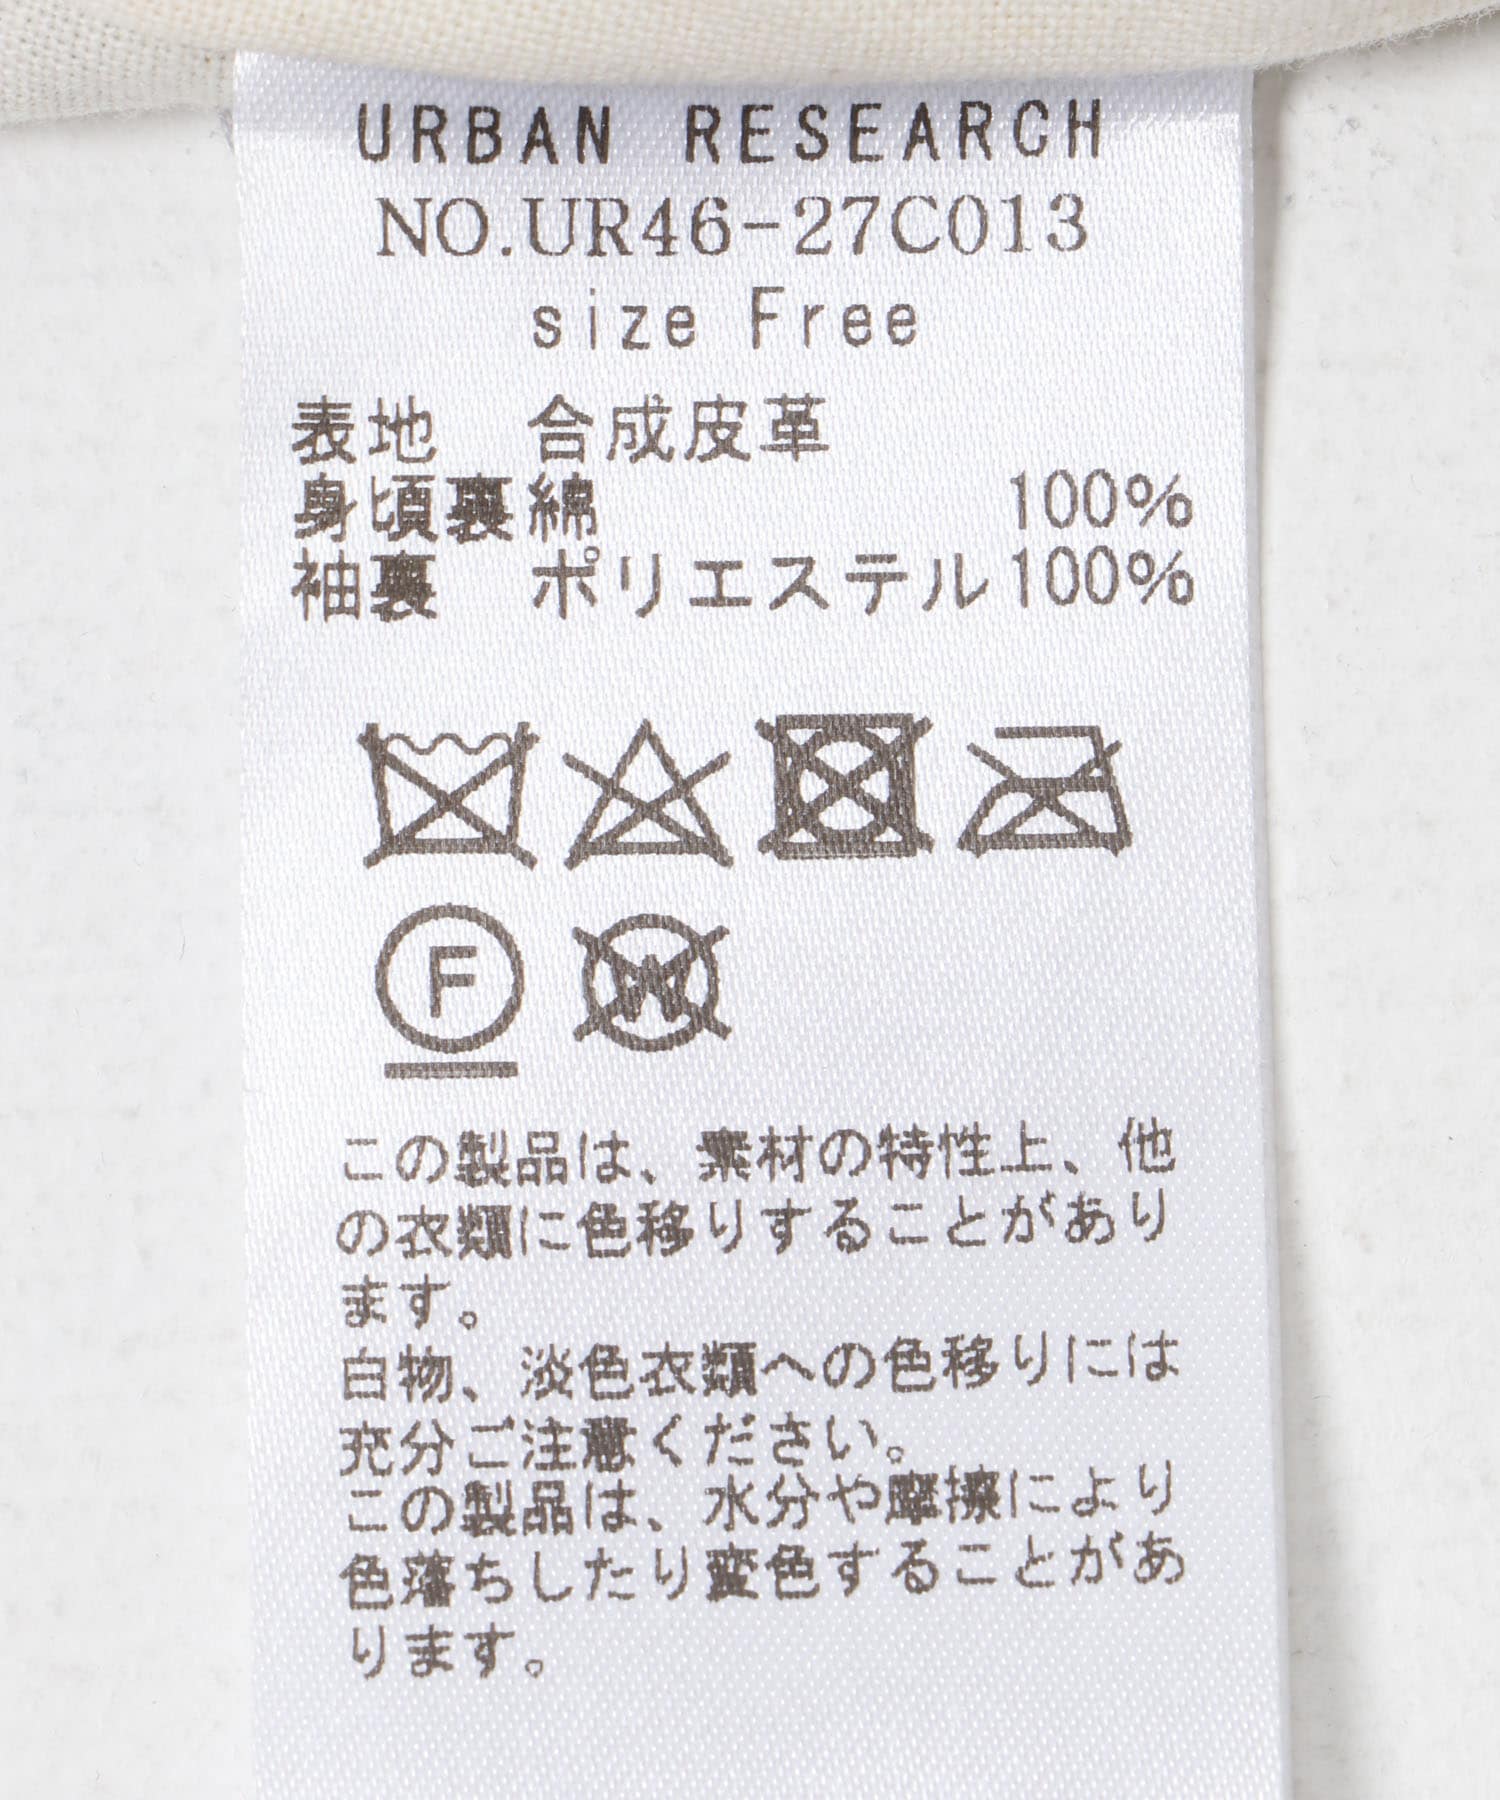 URBAN RESEARCH
NO.UR46-27C013
size Free
表地 合成皮革
身頃裏 綿 100%
袖裏 ポリエステル 100%
F
W
この製品は、素材の特性上、他
の衣類に色移りすることがあり
ます。
白物、淡色衣類への色移りには
充分ご注意ください。
この製品は、水分や摩擦により
色落ちしたり変色することがあ
ります。